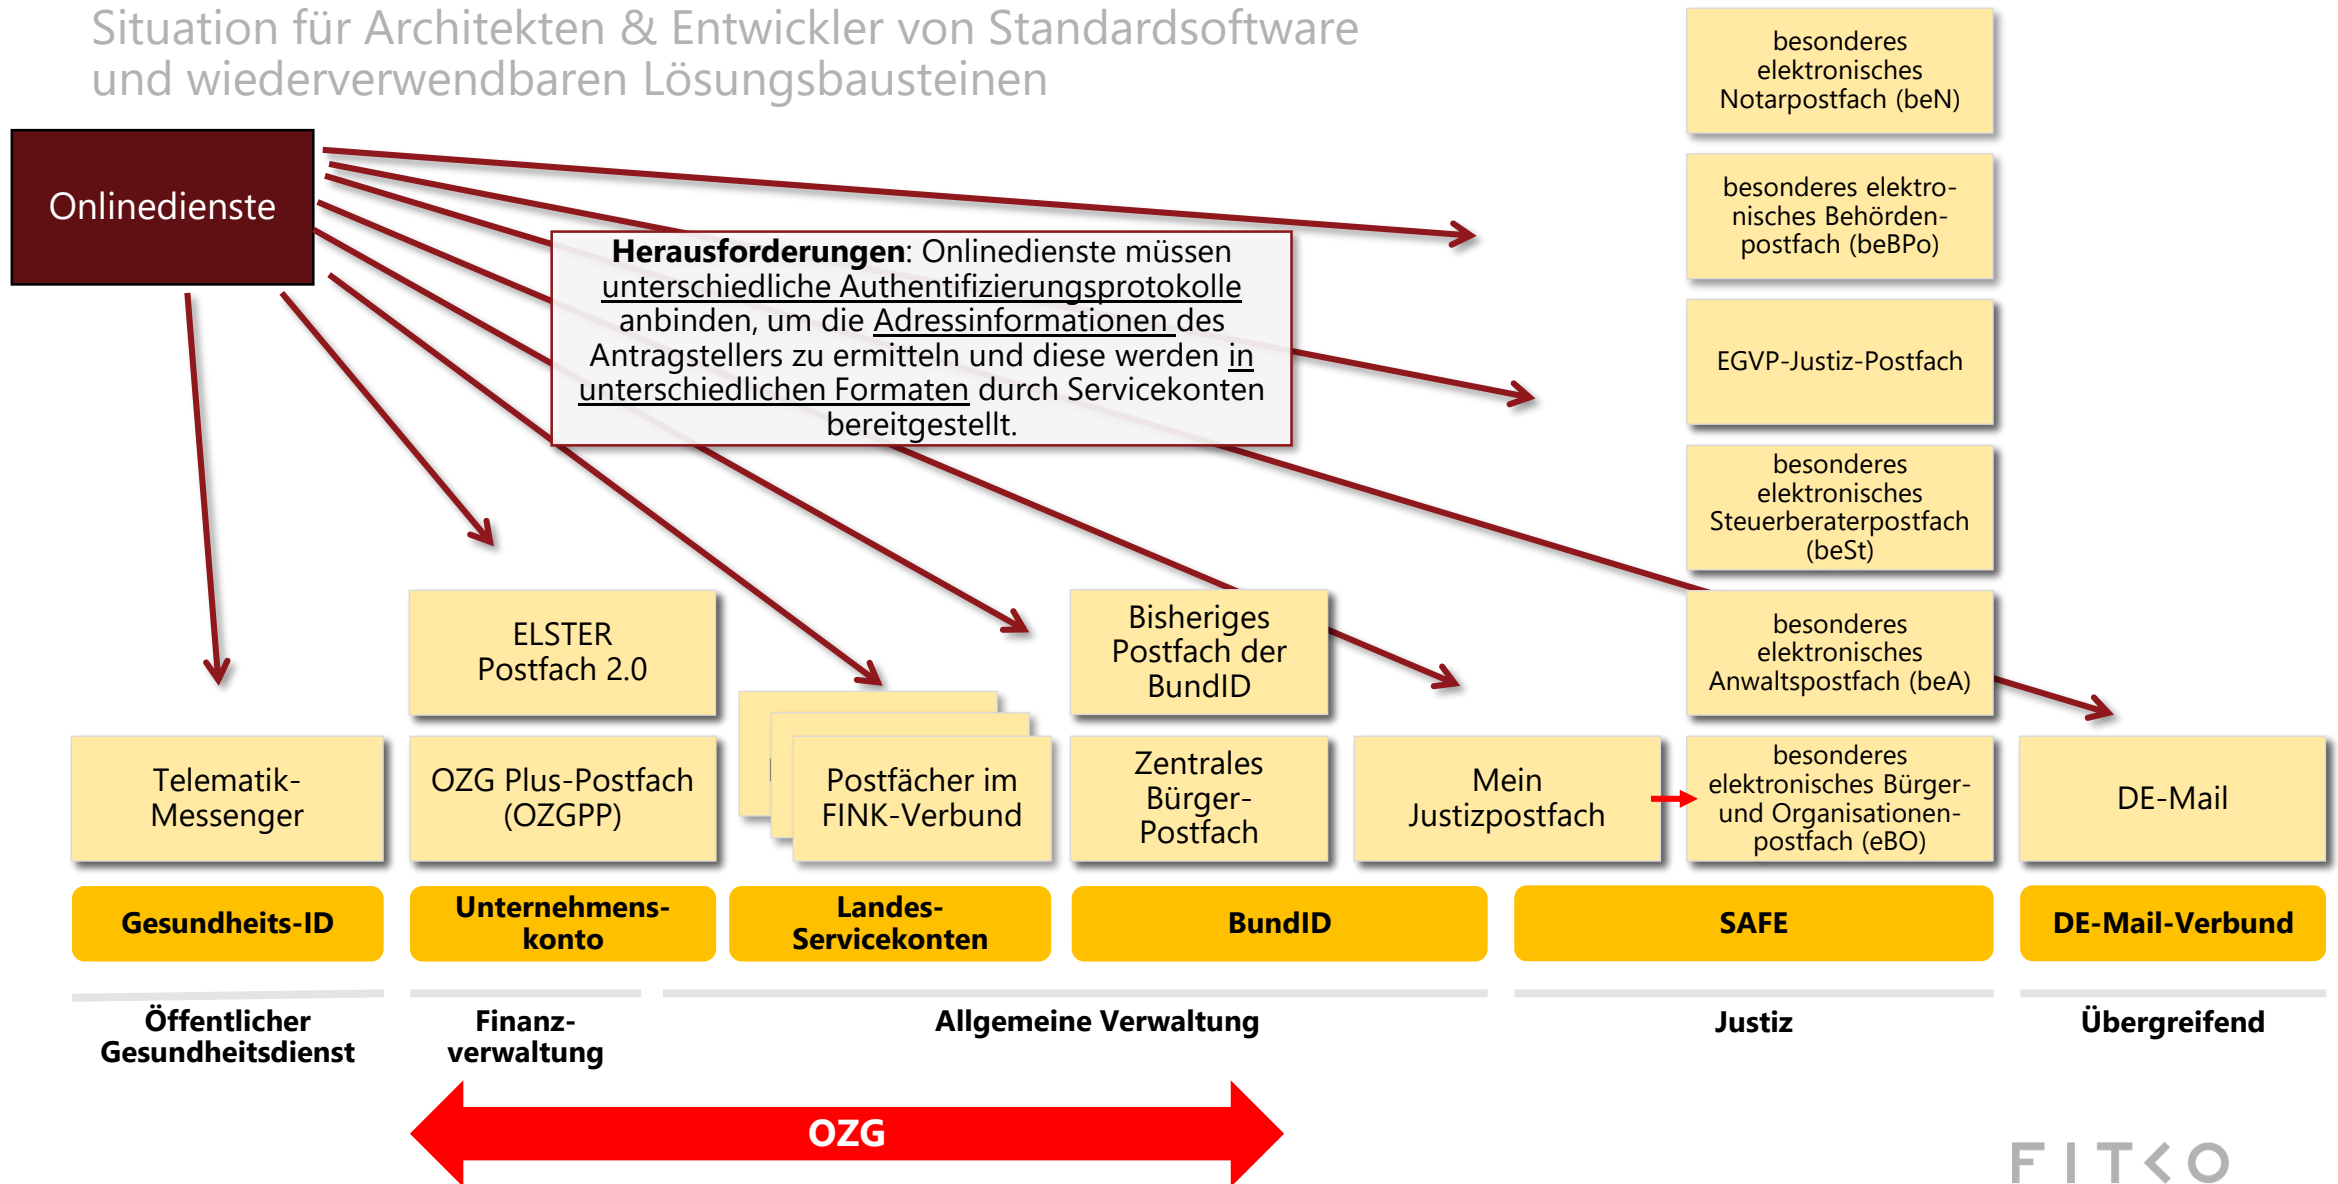 Situation für Architekten & Entwickler von Standardsoftware
und wiederverwendbaren Lösungsbausteinen
Onlinedienste
Herausforderungen: Onlinedienste müssen
unterschiedliche Authentifizierungsprotokolle
anbinden, um die Adressinformationen des
Antragstellers zu ermitteln und diese werden in
unterschiedlichen Formaten durch Servicekonten
bereitgestellt.
besonderes
elektronisches
Notarpostfach (beN)
besonderes elektro-
nisches Behörden-
postfach (beBPo)
EGVP-Justiz-Postfach
besonderes
elektronisches
Steuerberaterpostfach
(beSt)
besonderes
elektronisches
Anwaltspostfach (beA)
besonderes
elektronisches Bürger-
und Organisationen-
postfach (eBO)
ELSTER
Postfach 2.0
Bisheriges
Postfach der
BundID
Telematik-
Messenger
OZG Plus-Postfach
(OZGPP)
Postfächer im
FINK-Verbund
Zentrales
Bürger-
Postfach
Mein
Justizpostfach
DE-Mail
Gesundheits-ID
Unternehmens-
konto
Landes-
Servicekonten
BundID
SAFE
DE-Mail-Verbund
Öffentlicher
Gesundheitsdienst
Finanz-
verwaltung
Allgemeine Verwaltung
Justiz
Übergreifend
OZG
FITKO